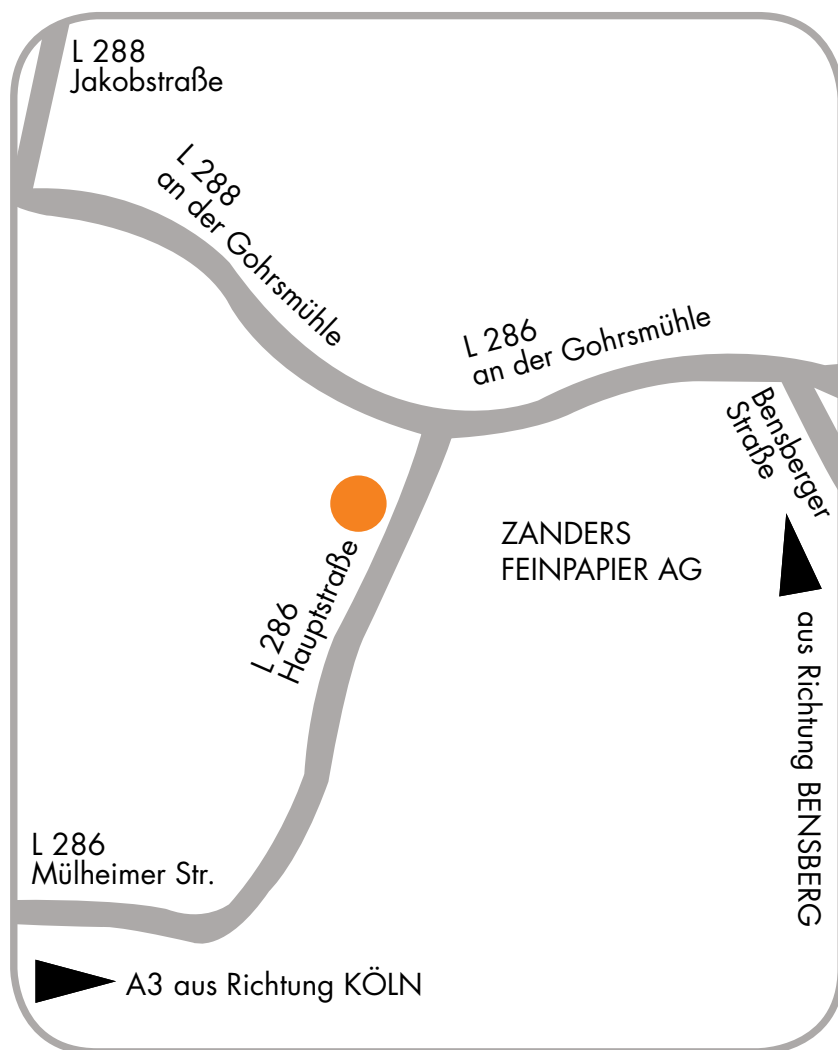 L 288
Jakobstraße
L 288
an der Gohrsmühle
L 286
an der Gohrsmühle
Bensberger
Straße
ZANDERS
FEINPAPIER AG
L 286
Hauptstraße
aus Richtung BENSBERG
L 286
Mülheimer Str.
A3 aus Richtung KÖLN